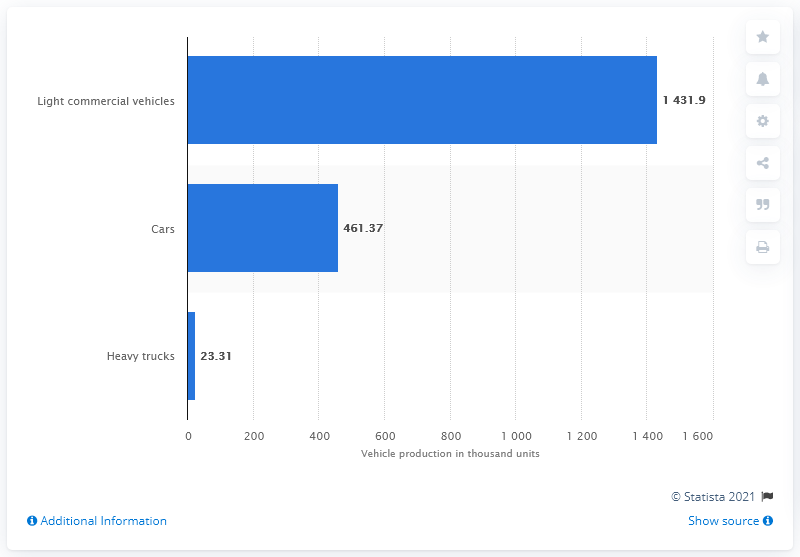 Light commercial vehicles
1 431.9
Cars
461.37
Heavy trucks
23.31
0 200 400 600 800 1 000 1 200 1 400 1 600
Vehicle production in thousand units
© Statista 2021
Additional Information
Show source